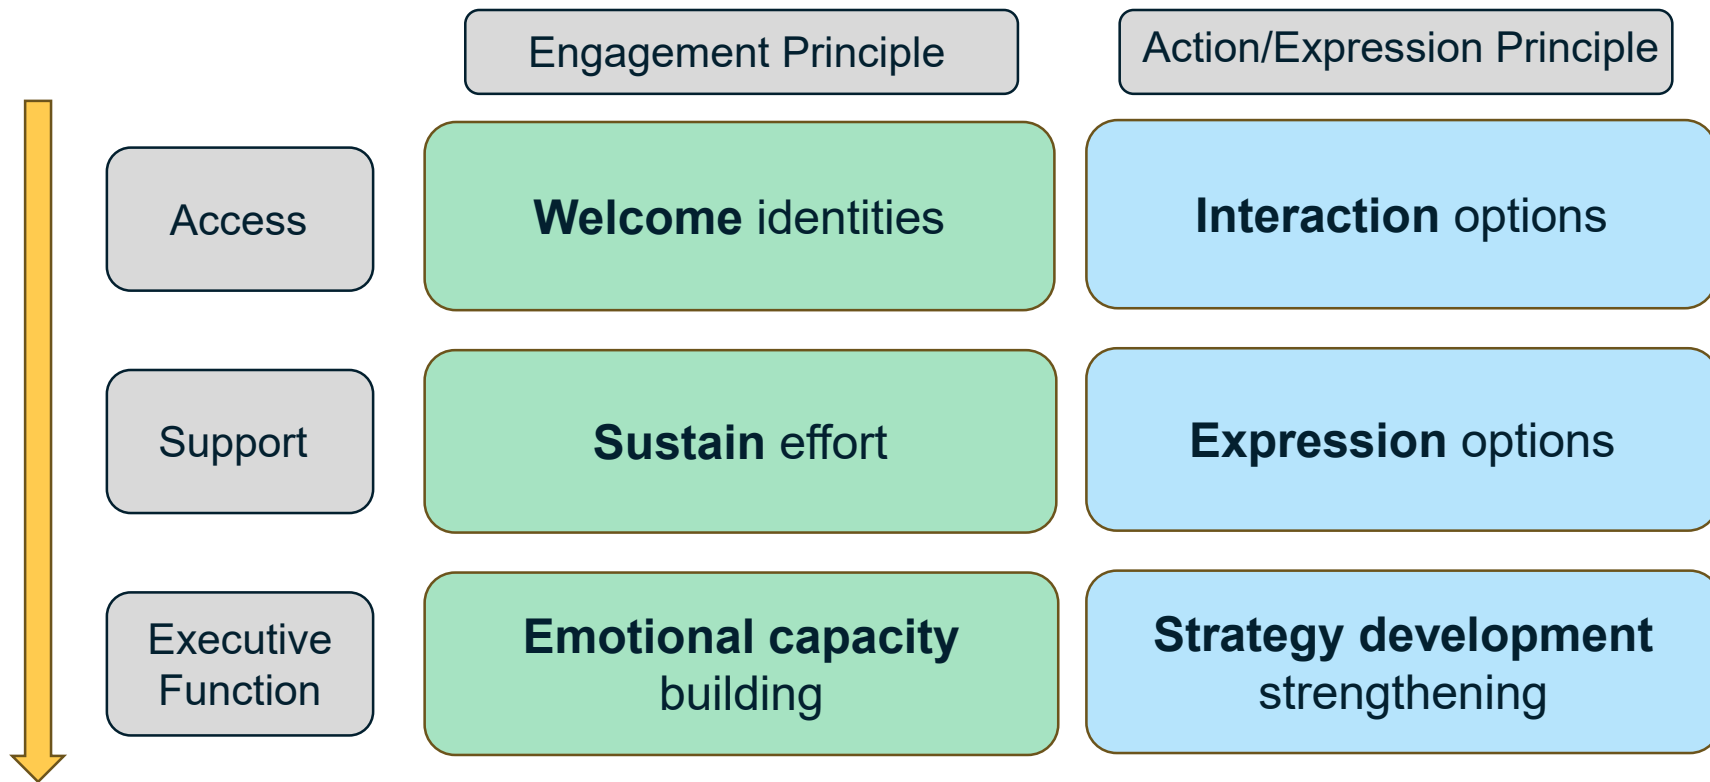 Engagement Principle
Action/Expression Principle
Access
Welcome identities
Interaction options
Support
Sustain effort
Expression options
Executive
Function
Emotional capacity
building
Strategy development
strengthening